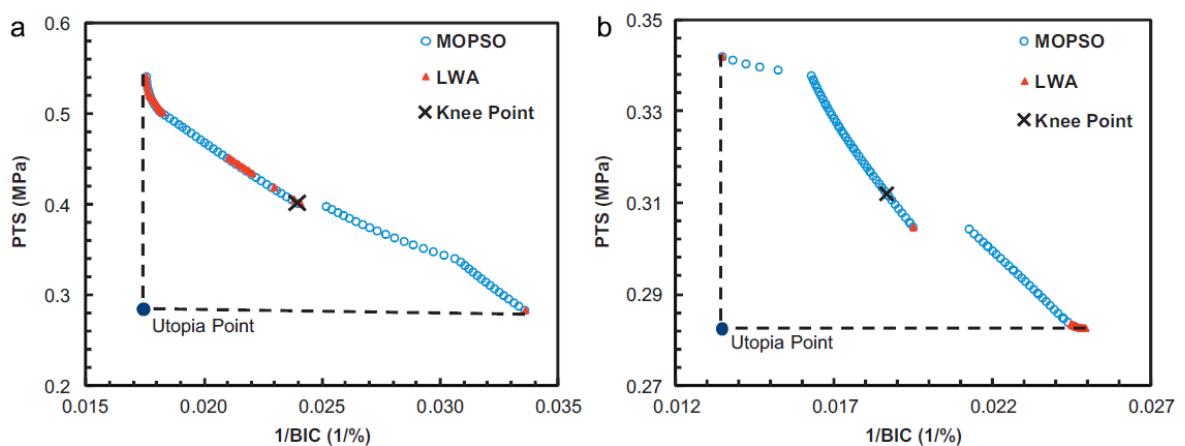 a
0.6
0.5
0.4
0.3
0.2
PTS (MPa)
MOPSO
LWA
Knee Point
Utopia Point
0.015
0.020
0.025
0.030
0.035
1/BIC (1/%)
b
0.35
0.33
0.31
0.29
0.27
PTS (MPa)
MOPSO
LWA
Knee Point
Utopia Point
0.012
0.017
0.022
0.027
1/BIC (1/%)